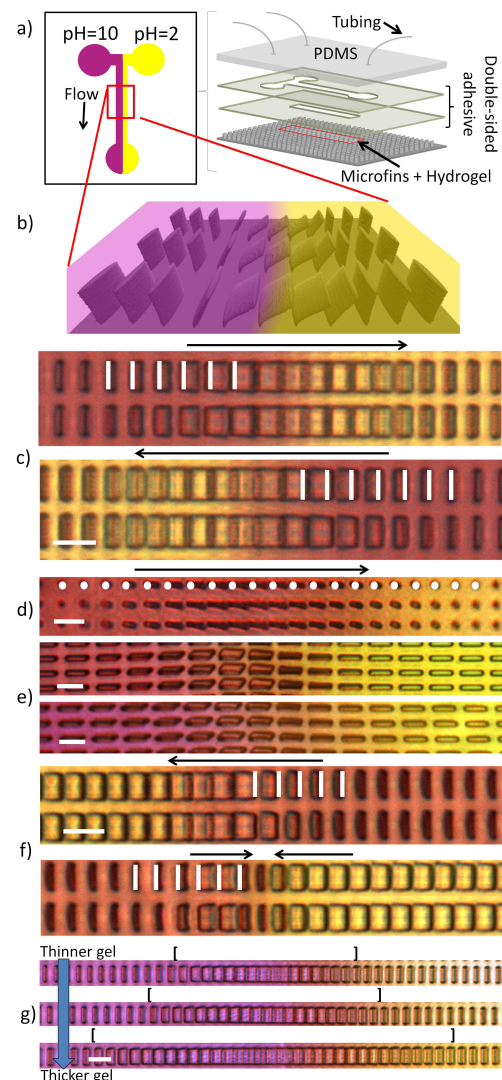 a)
pH=10 pH=2
Flow
Tubing
PDMS
Double-sided
adhesive
Microfins + Hydrogel
b)
c)
d)
e)
f)
Thinner gel
[ ]
[ ]
g)
[ ]
Thicker gel